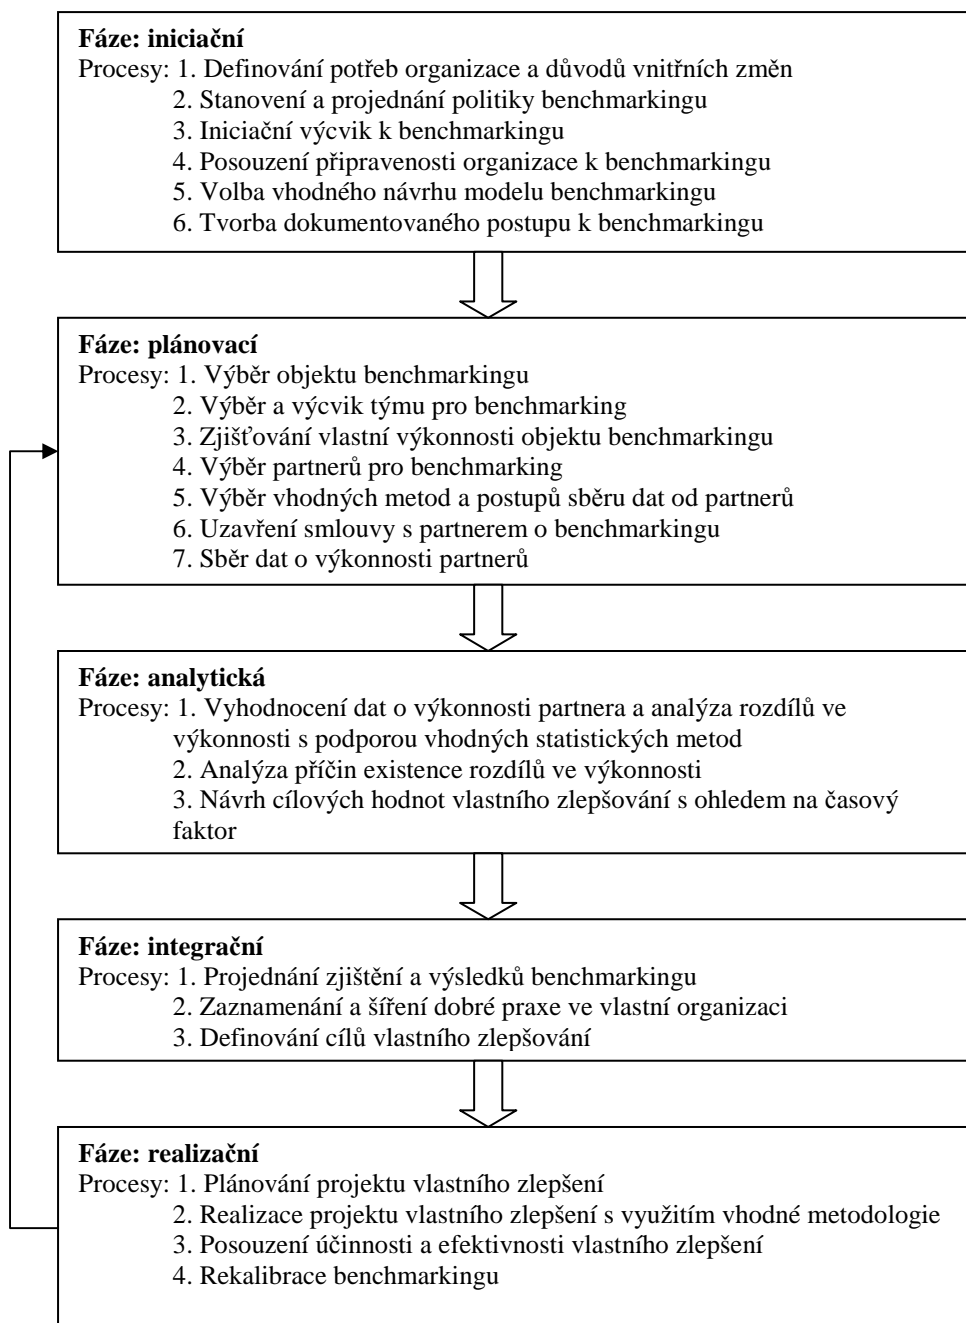 Fáze: iniciační
Procesy: 1. Definování potřeb organizace a důvodů vnitřních změn
2. Stanovení a projednání politiky benchmarkingu
3. Iniciační výcvik k benchmarkingu
4. Posouzení připravenosti organizace k benchmarkingu
5. Volba vhodného návrhu modelu benchmarkingu
6. Tvorba dokumentovaného postupu k benchmarkingu
Fáze: plánovací
Procesy: 1. Výběr objektu benchmarkingu
2. Výběr a výcvik týmu pro benchmarking
3. Zjišťování vlastní výkonnosti objektu benchmarkingu
4. Výběr partnerů pro benchmarking
5. Výběr vhodných metod a postupů sběru dat od partnerů
6. Uzavření smlouvy s partnerem o benchmarkingu
7. Sběr dat o výkonnosti partnerů
Fáze: analytická
Procesy: 1. Vyhodnocení dat o výkonnosti partnera a analýza rozdílů ve
výkonnosti s podporou vhodných statistických metod
2. Analýza příčin existence rozdílů ve výkonnosti
3. Návrh cílových hodnot vlastního zlepšování s ohledem na časový
faktor
Fáze: integrační
Procesy: 1. Projednání zjištění a výsledků benchmarkingu
2. Zaznamenání a šíření dobré praxe ve vlastní organizaci
3. Definování cílů vlastního zlepšování
Fáze: realizační
Procesy: 1. Plánování projektu vlastního zlepšení
2. Realizace projektu vlastního zlepšení s využitím vhodné metodologie
3. Posouzení účinnosti a efektivnosti vlastního zlepšení
4. Rekalibrace benchmarkingu